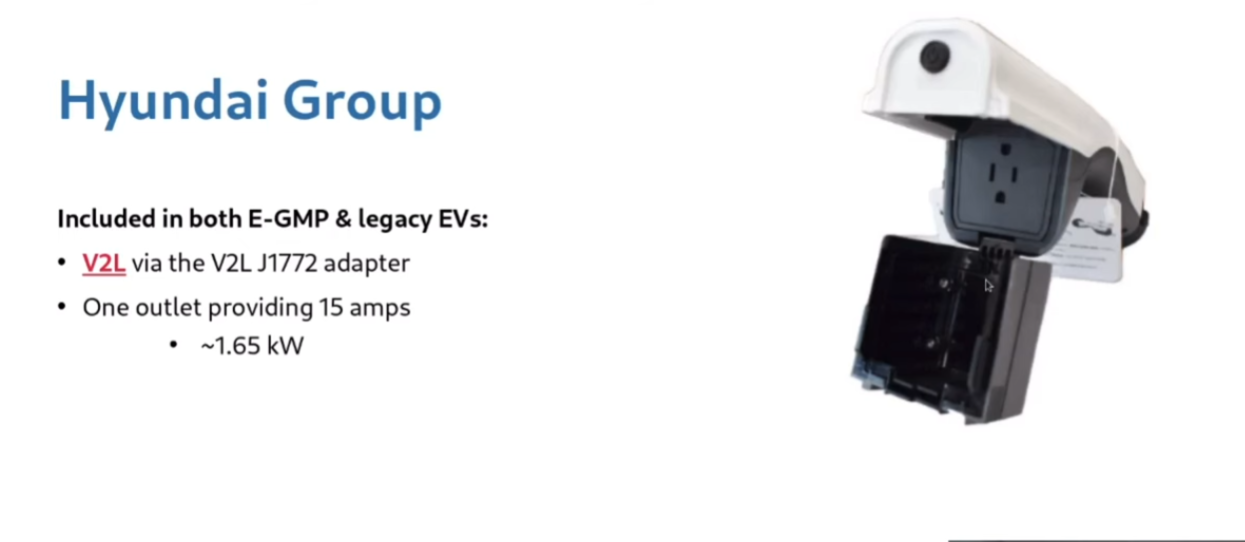 Hyundai Group
Included in both E-GMP & legacy EVs:
• V2L via the V2L J1772 adapter
• One outlet providing 15 amps
• ~1.65 kW